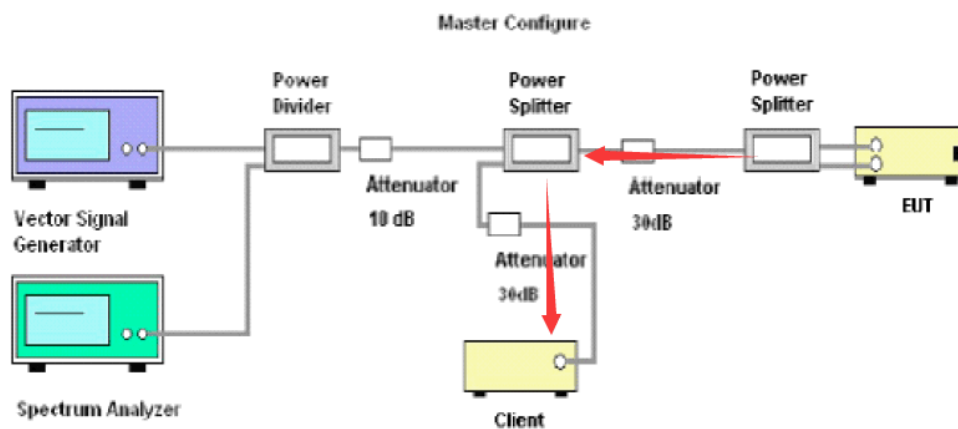 Master Configure
Power
Divider
Power
Splitter
Power
Splitter
Attenuator
10 dB
Attenuator
30dB
EUT
Vector Signal
Generator
Attenuator
30dB
Spectrum Analyzer
Client